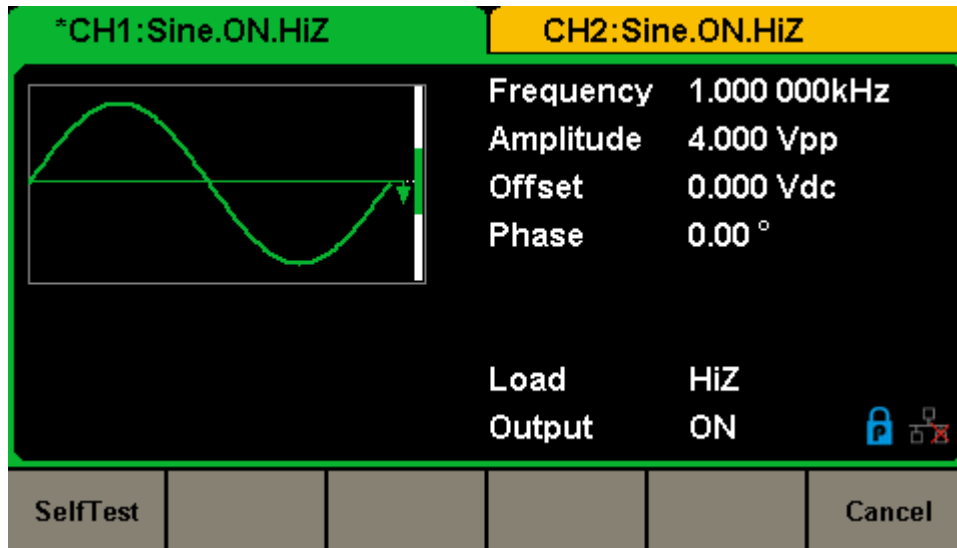 *CH1:Sine.ON.HiZ
CH2:Sine.ON.HiZ
Frequency 1.000 000kHz
Amplitude 4.000 Vpp
Offset 0.000 Vdc
Phase 0.00 °
Load HiZ
Output ON
P
SelfTest
Cancel